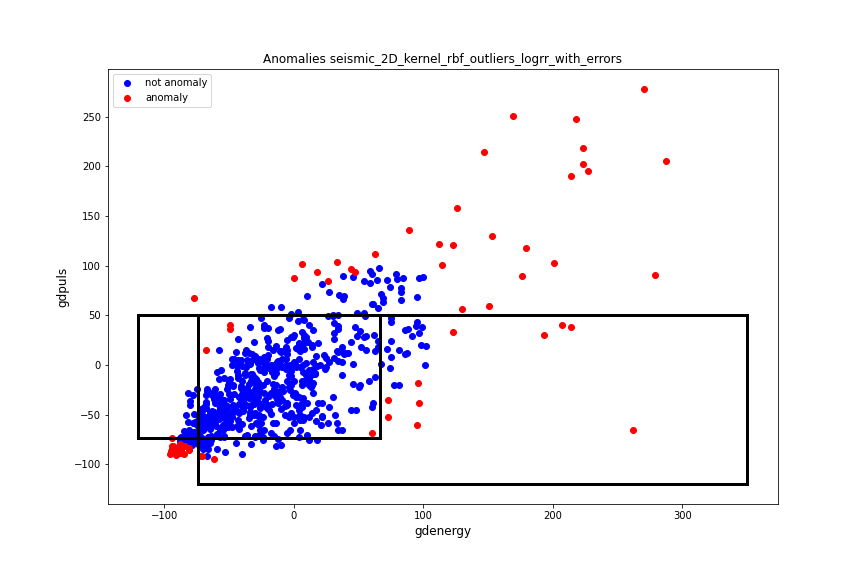 Anomalies seismic_2D_kernel_rbf_outliers_logrr_with_errors
not anomaly
anomaly
gdpuls
250
200
150
100
50
0
−50
−100
−100 0 100 200 300
gdenergy